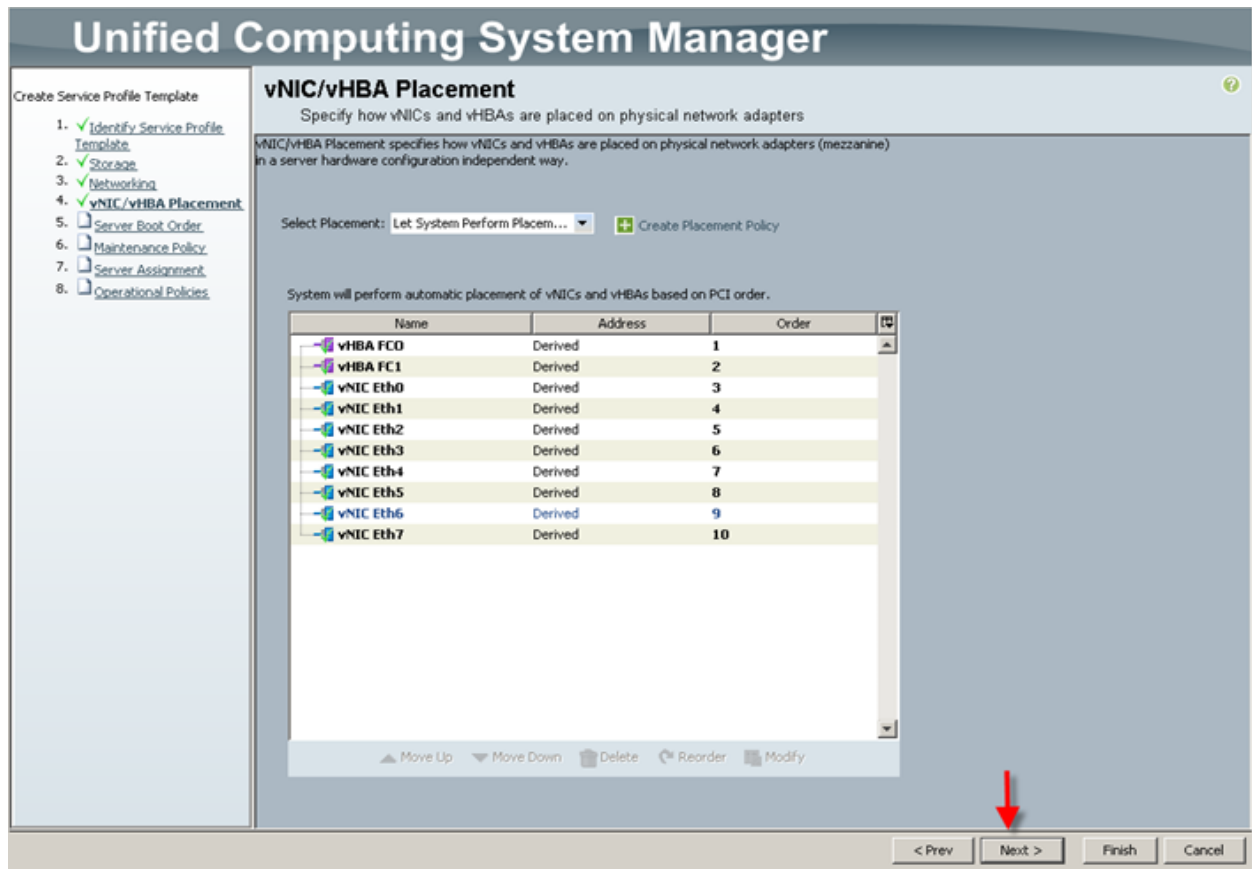 Unified Computing System Manager
Create Service Profile Template
1. Identify Service Profile
Template
2. Storage
3. Networking
4. vNIC/vHBA Placement
5. Server Boot Order
6. Maintenance Policy
7. Server Assignment
8. Operational Policies
vNIC/vHBA Placement
Specify how vNICs and vHBAs are placed on physical network adapters
vNIC/vHBA Placement specifies how vNICs and vHBAs are placed on physical network adapters (mezzanine)
in a server hardware configuration independent way.
Select Placement: Let System Perform Placem... Create Placement Policy
System will perform automatic placement of vNICs and vHBAs based on PCI order.
Name Address Order
vHBA FC0 Derived 1
vHBA FC1 Derived 2
vNIC Eth0 Derived 3
vNIC Eth1 Derived 4
vNIC Eth2 Derived 5
vNIC Eth3 Derived 6
vNIC Eth4 Derived 7
vNIC Eth5 Derived 8
vNIC Eth6 Derived 9
vNIC Eth7 Derived 10
Move Up Move Down Delete Reorder Modify
< Prev Next > Finish Cancel